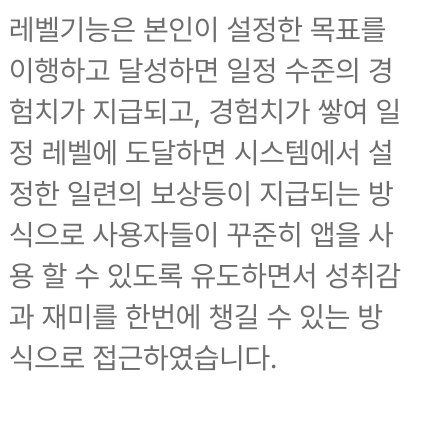 레벨기능은 본인이 설정한 목표를
이행하고 달성하면 일정 수준의 경
험치가 지급되고, 경험치가 쌓여 일
정 레벨에 도달하면 시스템에서 설
정한 일련의 보상등이 지급되는 방
식으로 사용자들이 꾸준히 앱을 사
용 할 수 있도록 유도하면서 성취감
과 재미를 한번에 챙길 수 있는 방
식으로 접근하였습니다.